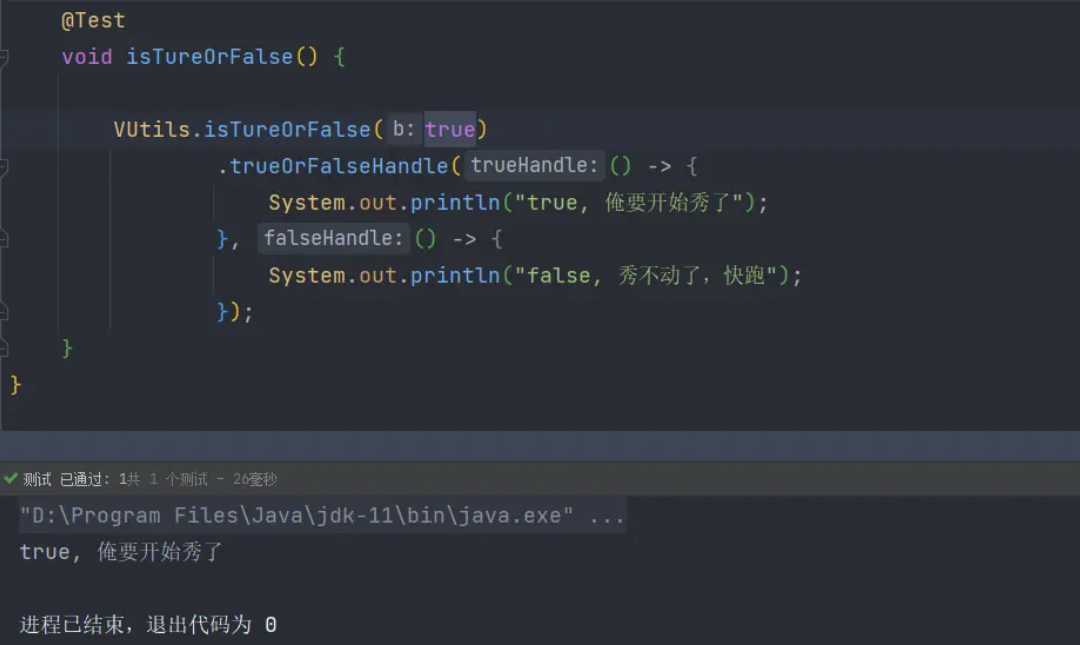 @Test
void isTureOrFalse() {
VUtils.isTureOrFalse( b: true)
.trueOrFalseHandle( trueHandle: () -> {
System.out.println("true, 俺要开始秀了");
}, falseHandle: () -> {
System.out.println("false, 秀不动了，快跑");
});
}
}
测试 已通过: 1共 1 个测试 - 26毫秒
"D:\Program Files\Java\jdk-11\bin\java.exe" ...
true, 俺要开始秀了
进程已结束，退出代码为 0